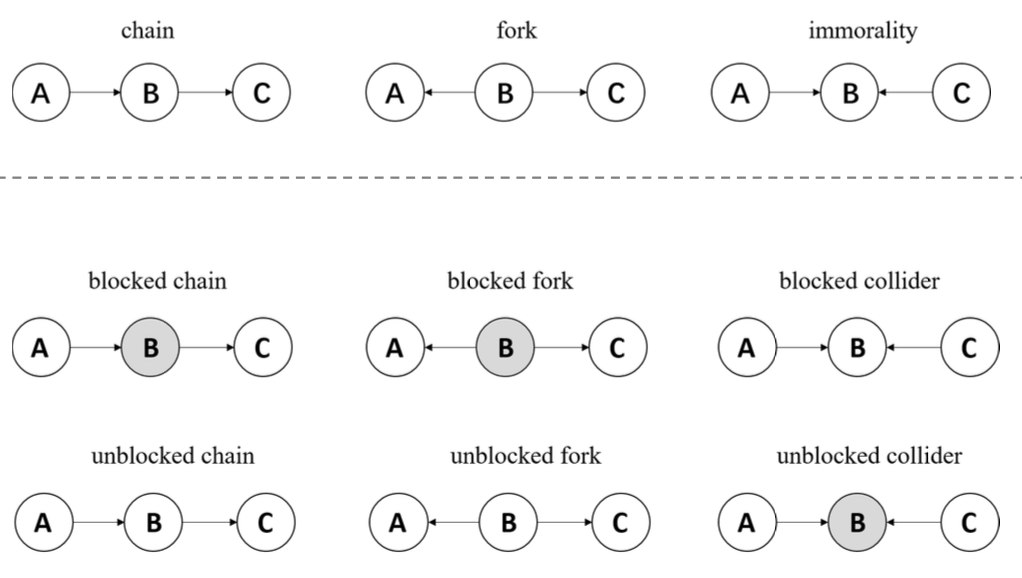 chain fork immorality
A B C A B C A B C
blocked chain blocked fork blocked collider
A B C A B C A B C
unblocked chain unblocked fork unblocked collider
A B C A B C A B C